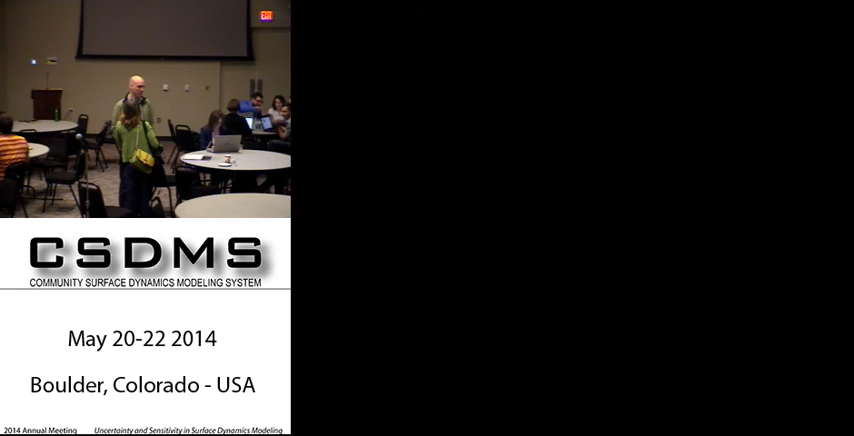 EXIT
CSDMS
COMMUNITY SURFACE DYNAMICS MODELING SYSTEM
May 20-22 2014
Boulder, Colorado - USA
2014 Annual Meeting Uncertainty and Sensitivity in Surface Dynamics Modeling